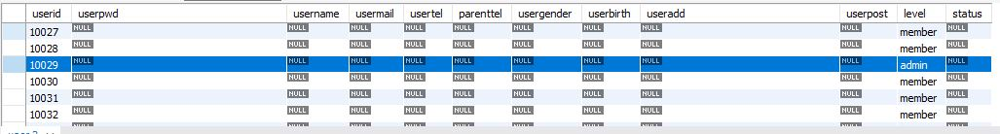 userid userpwd username usermail usertel parenttel usergender userbirth useradd userpost level status
10027 NULL NULL NULL NULL NULL NULL NULL NULL NULL member NULL
10028 NULL NULL NULL NULL NULL NULL NULL NULL NULL member NULL
10029 NULL NULL NULL NULL NULL NULL NULL NULL NULL admin NULL
10030 NULL NULL NULL NULL NULL NULL NULL NULL NULL member NULL
10031 NULL NULL NULL NULL NULL NULL NULL NULL NULL member NULL
10032 NULL NULL NULL NULL NULL NULL NULL NULL NULL member NULL